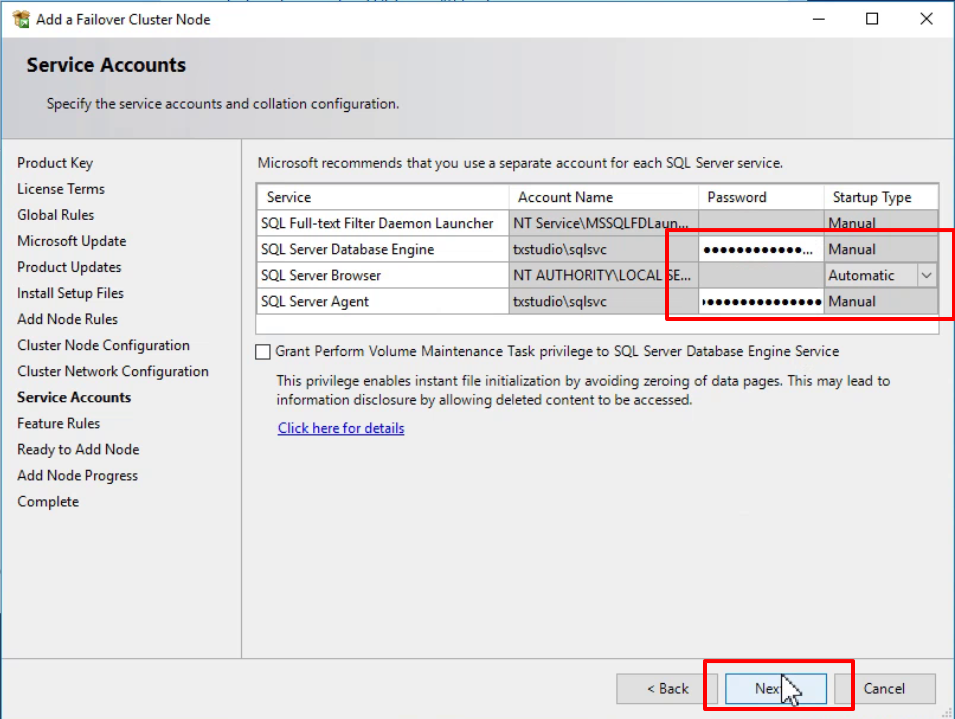 Add a Failover Cluster Node
Service Accounts
Specify the service accounts and collation configuration.
Product Key
License Terms
Global Rules
Microsoft Update
Product Updates
Install Setup Files
Add Node Rules
Cluster Node Configuration
Cluster Network Configuration
Service Accounts
Feature Rules
Ready to Add Node
Add Node Progress
Complete
Microsoft recommends that you use a separate account for each SQL Server service.
Service Account Name Password Startup Type
SQL Full-text Filter Daemon Launcher NT Service\MSSQLFDLaun... Manual
SQL Server Database Engine txstudio\sqlsvc ●●●●●●●●●●●●... Manual
SQL Server Browser NT AUTHORITY\LOCAL SE... Automatic
SQL Server Agent txstudio\sqlsvc ●●●●●●●●●●●●●●● Manual
Grant Perform Volume Maintenance Task privilege to SQL Server Database Engine Service
This privilege enables instant file initialization by avoiding zeroing of data pages. This may lead to
information disclosure by allowing deleted content to be accessed.
Click here for details
< Back Next Cancel